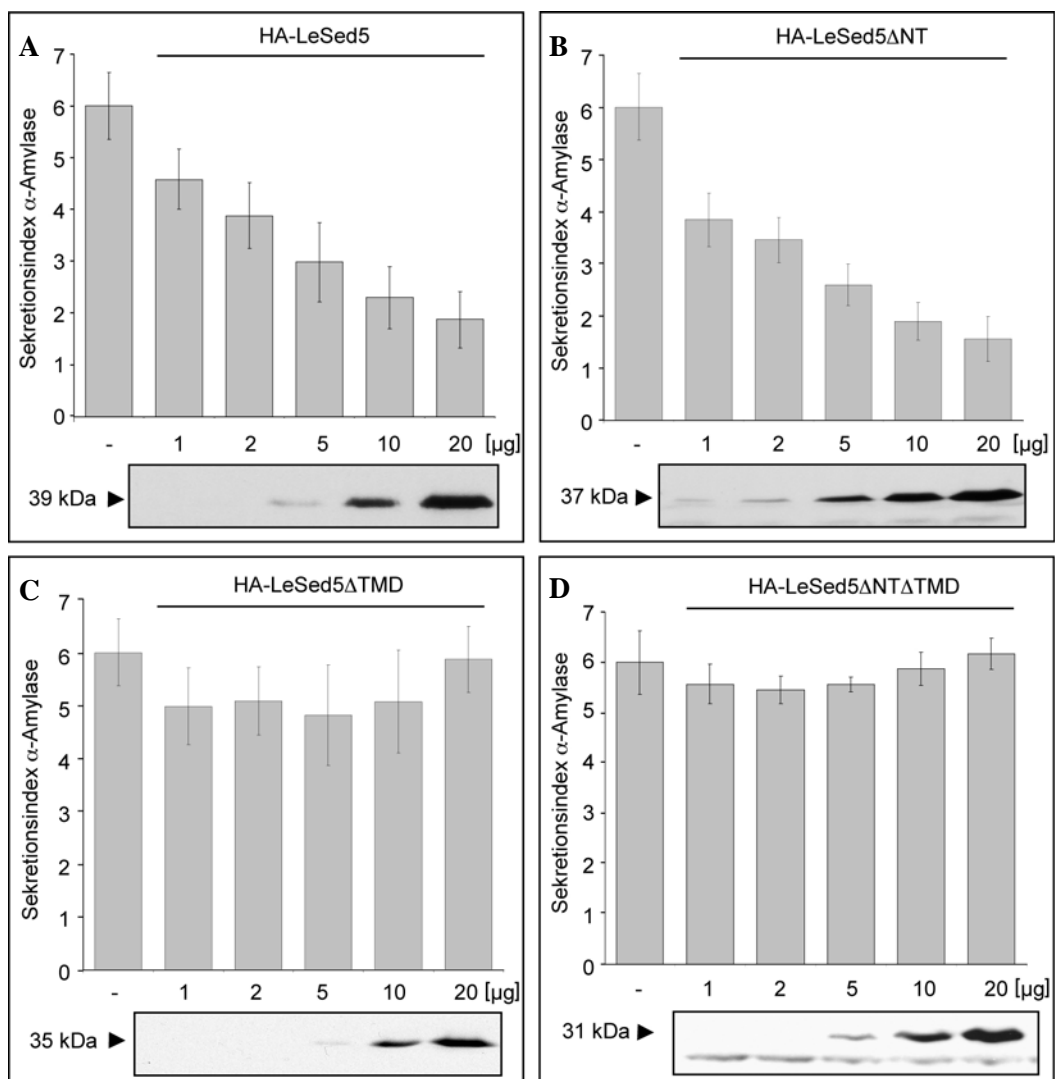 A
HA-LeSed5
Sekretionsindex α-Amylase
7
6
5
4
3
2
1
0
- 1 2 5 10 20 [µg]
39 kDa ►
B
HA-LeSed5ΔNT
Sekretionsindex α-Amylase
7
6
5
4
3
2
1
0
- 1 2 5 10 20 [µg]
37 kDa ►
C
HA-LeSed5ΔTMD
Sekretionsindex α-Amylase
7
6
5
4
3
2
1
0
- 1 2 5 10 20 [µg]
35 kDa ►
D
HA-LeSed5ΔNTΔTMD
Sekretionsindex α-Amylase
7
6
5
4
3
2
1
0
- 1 2 5 10 20 [µg]
31 kDa ►